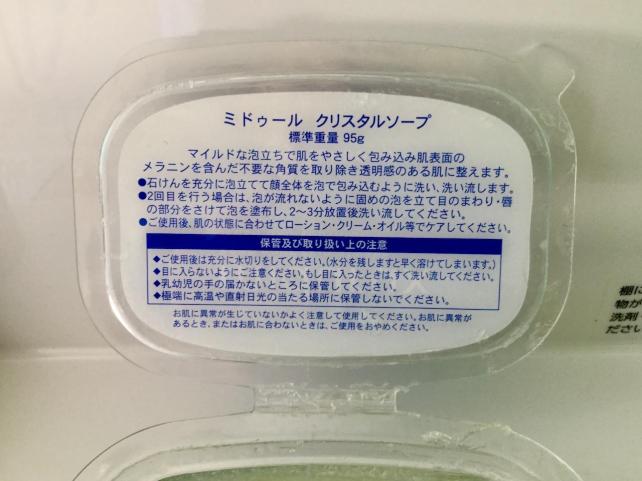 ミドゥール クリスタルソープ
標準重量 95g
マイルドな泡立ちで肌をやさしく包み込み肌表面の
メラニンを含んだ不要な角質を取り除き透明感のある肌に整えます。
●石けんを充分に泡立てて顔全体を泡で包み込むように洗い、洗い流します。
●2回目を行う場合は、泡が流れないように固めの泡を立て目のまわり・唇
の部分をさけて泡を塗布し、2〜3分放置後洗い流してください。
●ご使用後、肌の状態に合わせてローション・クリーム・オイル等でケアしてください。
保管及び取り扱い上の注意
◆ご使用後は充分に水切りをしてください。(水分を残しますと早く溶けてしまいます。)
◆目に入らないようにご注意ください。もし目に入ったときは、すぐ洗い流してください。
◆乳幼児の手の届かないところに保管してください。
◆極端に高温や直射日光の当たる場所に保管しないでください。
お肌に異常が生じていないかよく注意して使用してください。お肌に異常が
あるとき、またはお肌に合わないときは、ご使用をおやめください。
棚に
物が
洗剤
ださい